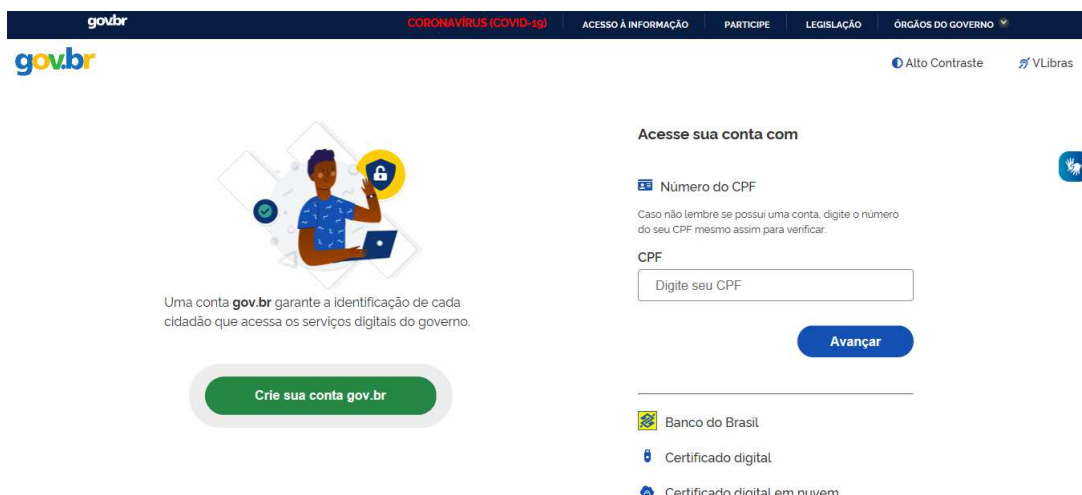 gov.br
CORONAVÍRUS (COVID-19)
ACESSO À INFORMAÇÃO
PARTICIPE
LEGISLAÇÃO
ÓRGÃOS DO GOVERNO
gov.br
Alto Contraste
VLibras
Uma conta gov.br garante a identificação de cada
cidadão que acessa os serviços digitais do governo.
Crie sua conta gov.br
Acesse sua conta com
Número do CPF
Caso não lembre se possui uma conta, digite o número
do seu CPF mesmo assim para verificar.
CPF
Digite seu CPF
Avançar
Banco do Brasil
Certificado digital
Certificado digital em nuvem